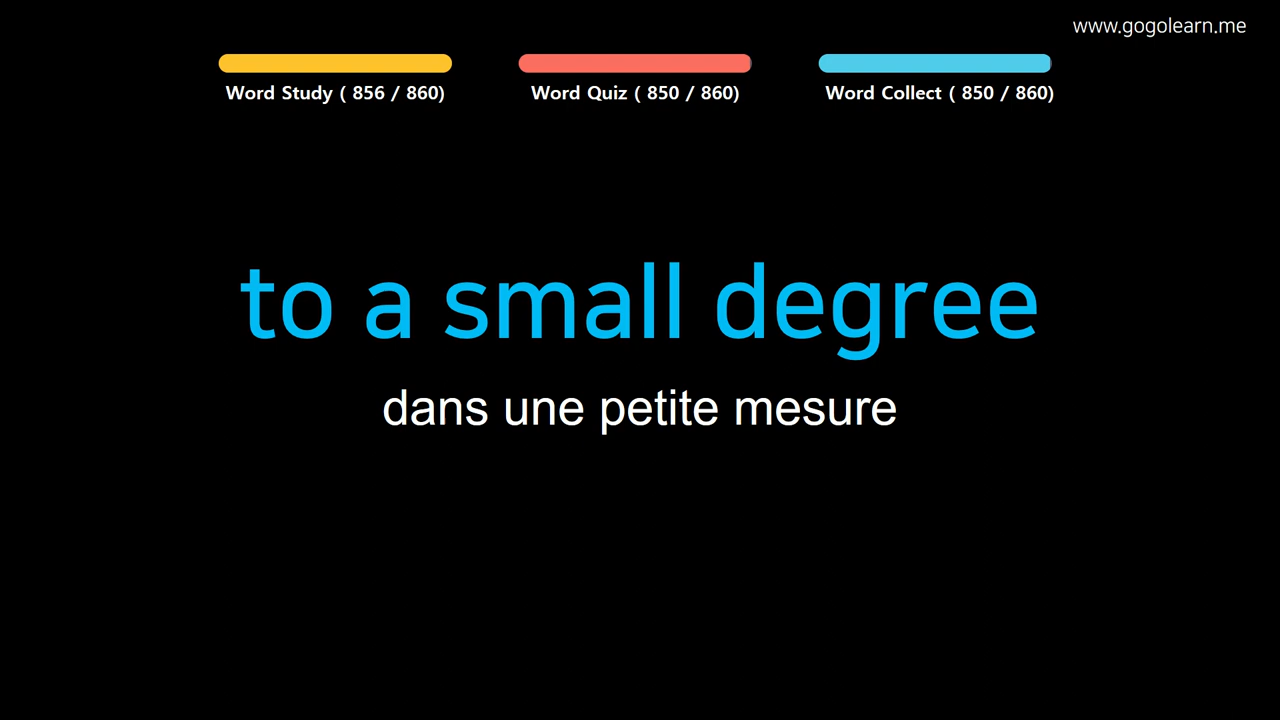 www.gogolearn.me
Word Study ( 856 / 860)
Word Quiz ( 850 / 860)
Word Collect ( 850 / 860)
to a small degree
dans une petite mesure